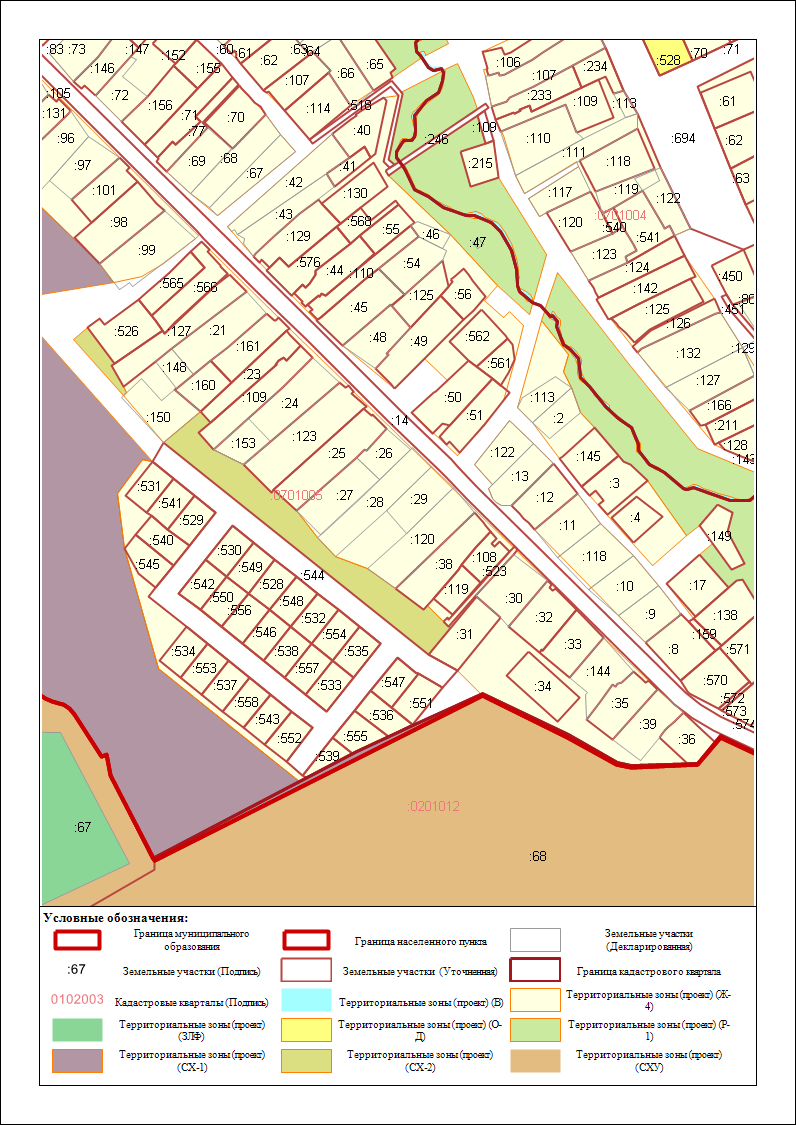 :83 :73 :147 :152 :60 :61 :63 :64
:146 :155 :62 :107 :66 :65
:105 :72 :156 :71 :70 :114 :518
:131 :77 :40
:96 :69 :68 :67 :41
:97 :42 :130
:101 :43 :568
:98 :129 :55 :46
:99 :576 :44 :110 :54
:106 :107 :234 :528 :70 :71
:233 :109 :113 :61
:246 :109 :110 :694 :62
:215 :111 :118 :63
:117 :119 :122
:47 :120 :0701004
:540 :541
:123 :124 :450
:142 :451
:125 :126
:132 :129
:127
:166
:211
:128
:143
:565 :566 :45 :125 :56
:526 :127 :21 :48 :49 :562
:148 :161 :561
:160 :23
:150 :109 :24 :14 :50 :51
:153 :123 :26 :113 :2
:25 :122 :145
:0701005 :27 :28 :29 :13 :12 :3
:531 :541 :529 :11 :4
:540 :120 :118 :149
:545 :530 :549 :544 :38 :108 :523 :10 :17
:542 :528 :119 :30 :9 :138
:550 :556 :548 :532 :32 :159
:546 :554 :31 :33 :8 :571
:534 :538 :535 :144 :570
:553 :557 :547 :34 :572
:537 :533 :551 :35 :573
:558 :536 :39 :574
:543 :555 :36
:552 :539
:0201012
:67
:68
Условные обозначения:
Граница муниципального
образования
Граница населенного пункта
Земельные участки
(Декларированная)
:67
Земельные участки (Подпись)
Земельные участки (Уточненная)
Граница кадастрового квартала
0102003
Кадастровые кварталы (Подпись)
Территориальные зоны (проект) (В)
Территориальные зоны (проект) (Ж-
4)
Территориальные зоны (проект)
(ЗЛФ)
Территориальные зоны (проект) (О-
Д)
Территориальные зоны (проект) (Р-
1)
Территориальные зоны (проект)
(СХ-1)
Территориальные зоны (проект)
(СХ-2)
Территориальные зоны (проект)
(СХУ)